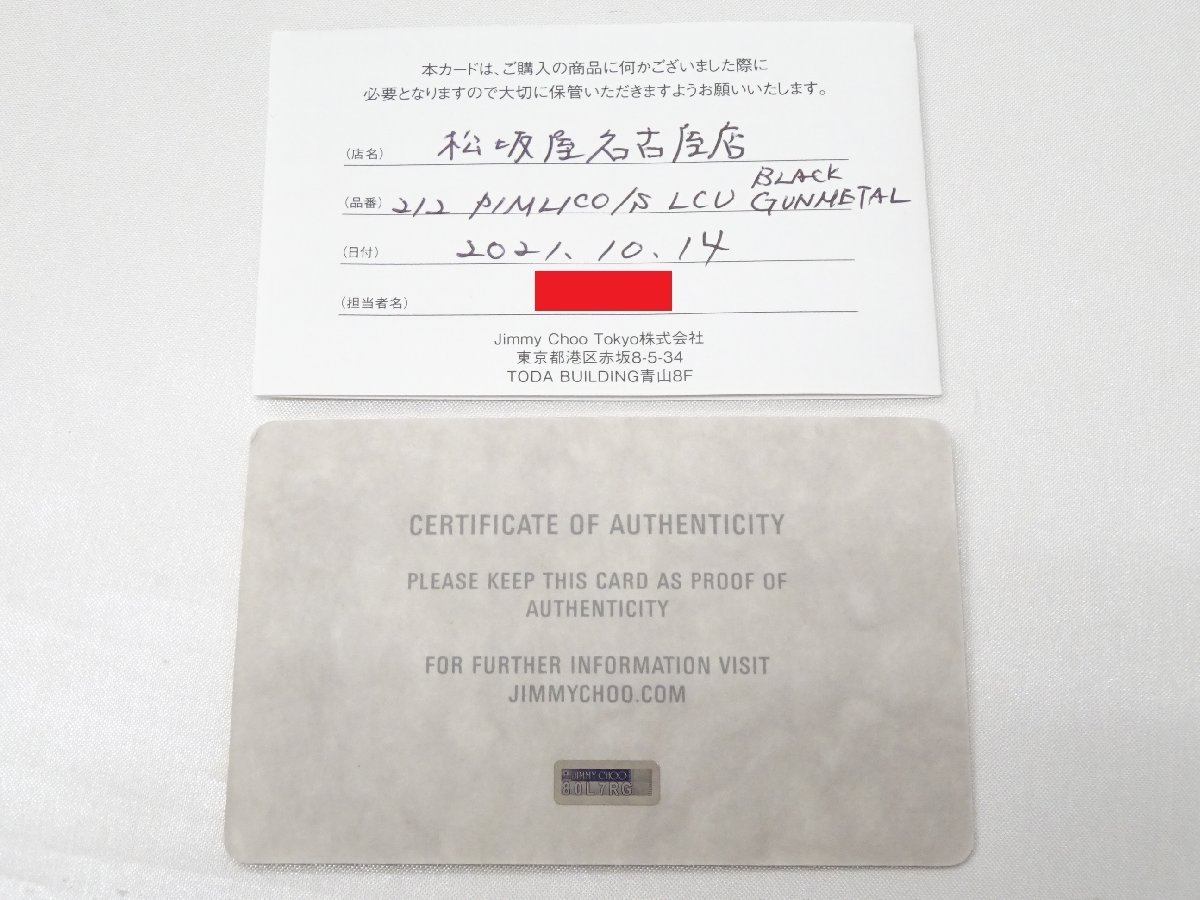 本カードは、ご購入の商品に何かございました際に
必要となりますので大切に保管いただきますようお願いいたします。
(店名) 松坂屋名古屋店
(品番) 212 PIMLICO/S LCU BLACK GUNMETAL
(日付) 2021.10.14
(担当者名)
Jimmy Choo Tokyo株式会社
東京都港区赤坂8-5-34
TODA BUILDING青山8F
CERTIFICATE OF AUTHENTICITY
PLEASE KEEP THIS CARD AS PROOF OF
AUTHENTICITY
FOR FURTHER INFORMATION VISIT
JIMMYCHOO.COM
JIMMY CHOO
80L7RG